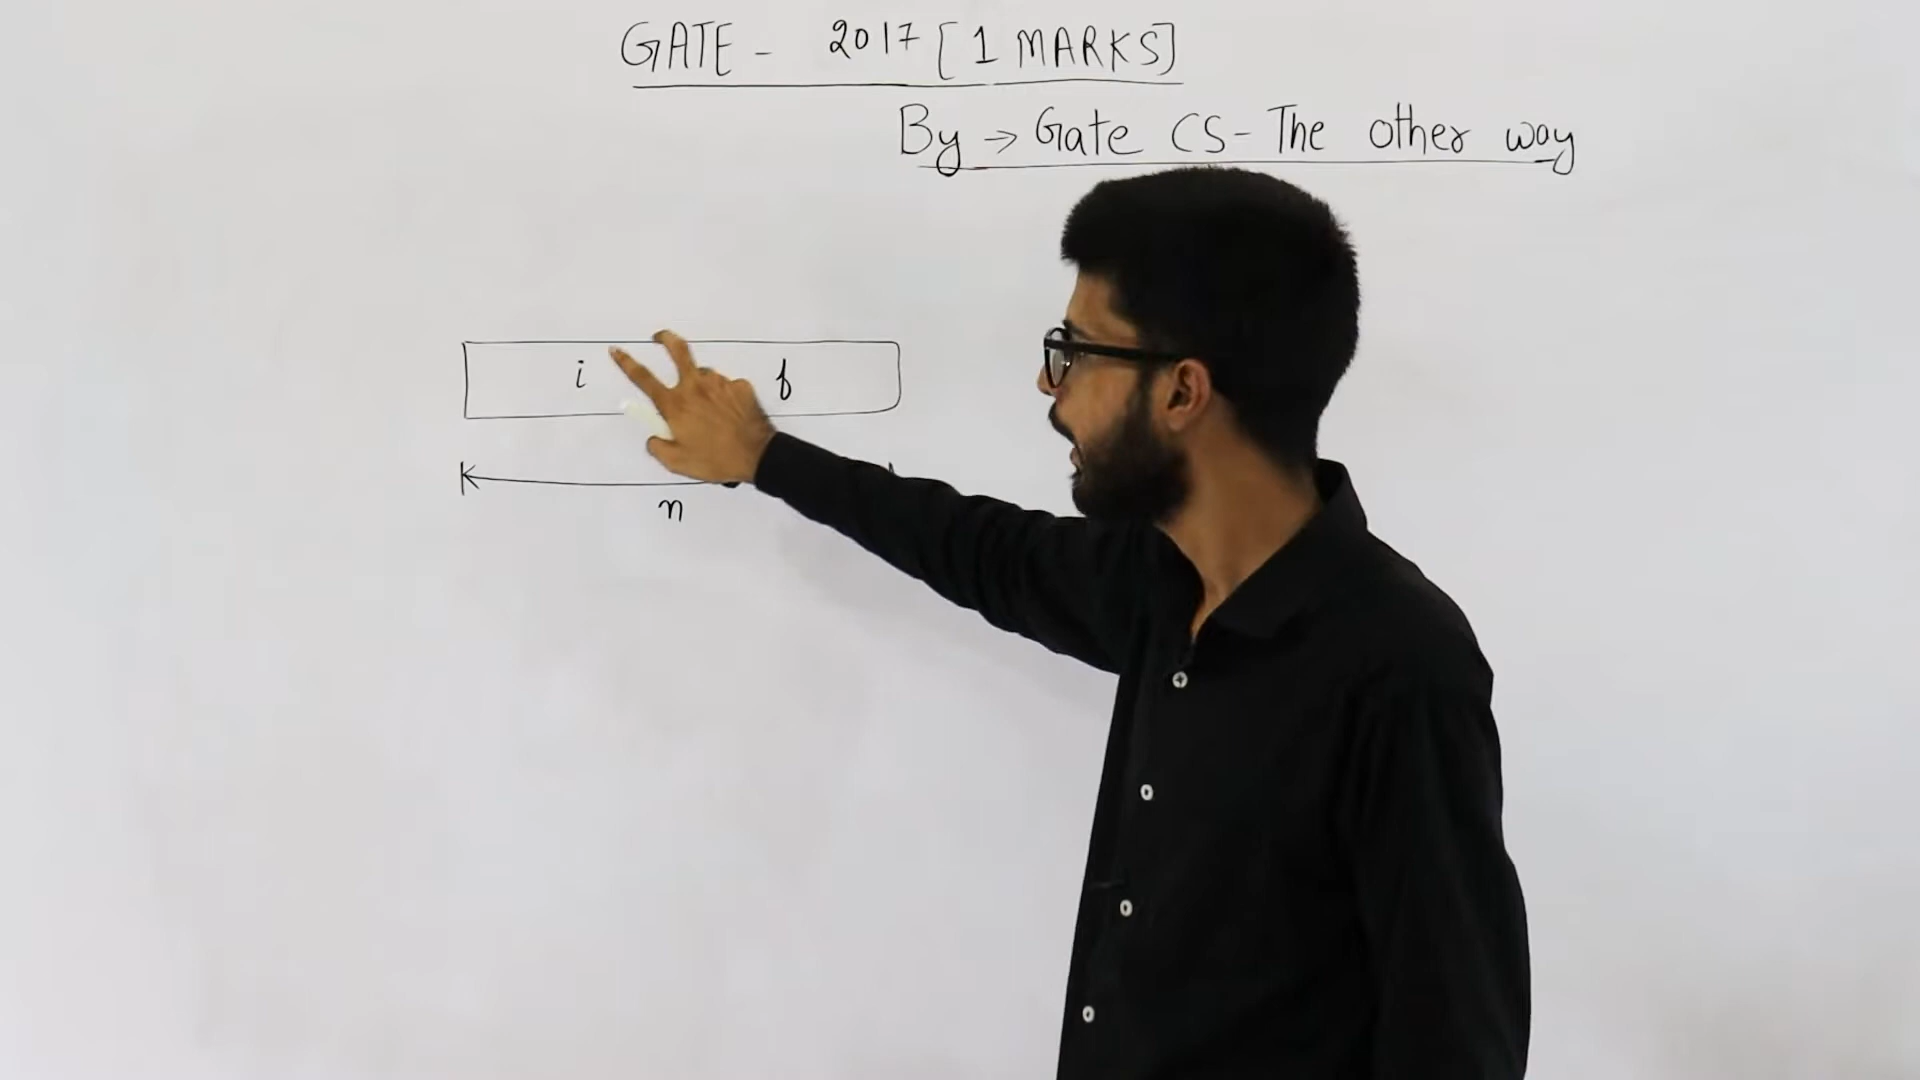 GATE - 2017 [1 MARKS]
By → Gate CS - The other way
i f
n